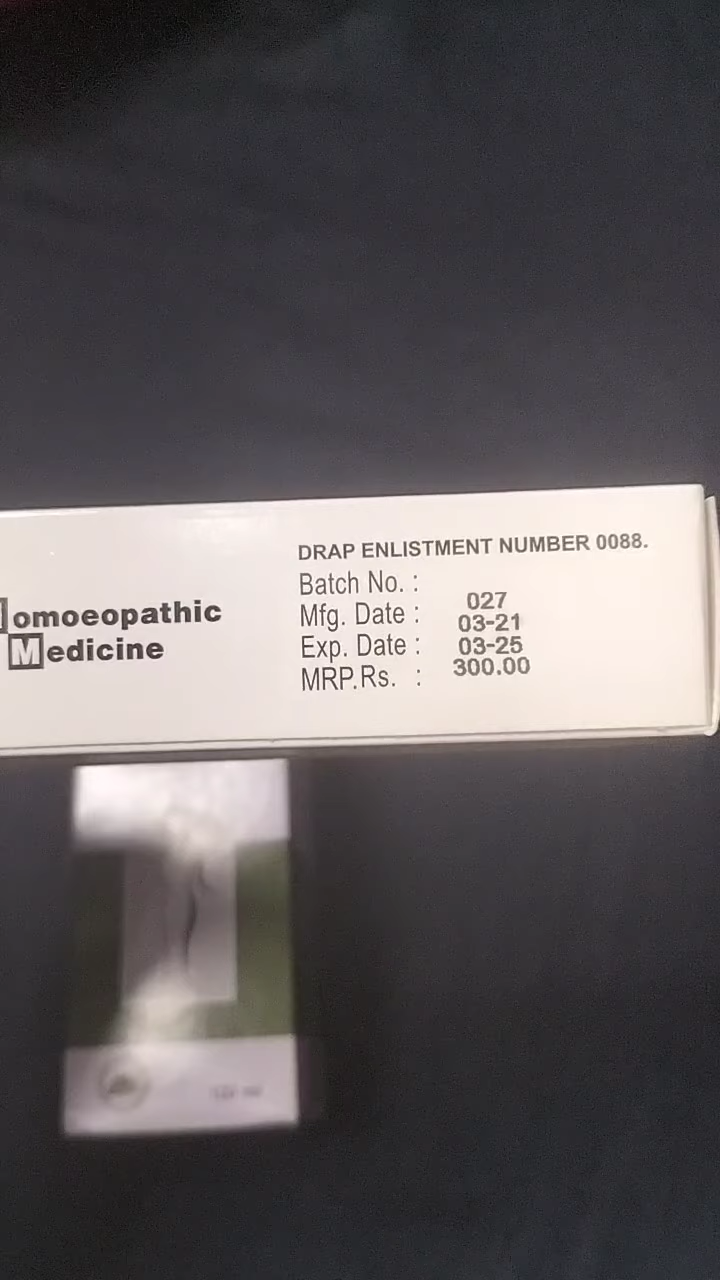 omoeopathic
Medicine
DRAP ENLISTMENT NUMBER 0088.
Batch No. : 027
Mfg. Date : 03-21
Exp. Date : 03-25
MRP.Rs. : 300.00